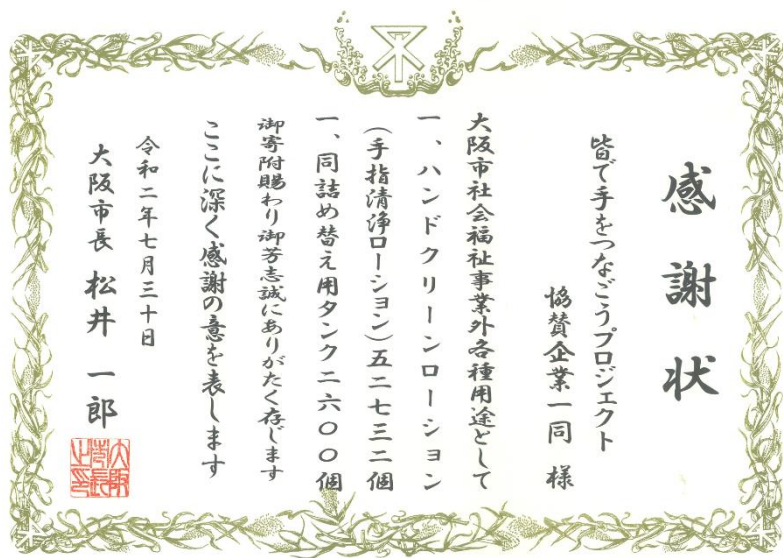 感謝状
皆で手をつなごうプロジェクト
協賛企業一同 様
大阪市社会福祉事業外各種用途として
一、ハンドクリーンローション
(手指清浄ローション)五二七三二個
一、同詰め替え用タンク二六〇〇個
御寄附賜わり御芳志誠にありがたく存じます
ここに深く感謝の意を表します
令和二年七月三十日
大阪市長 松井 一郎
大阪
市長
之印